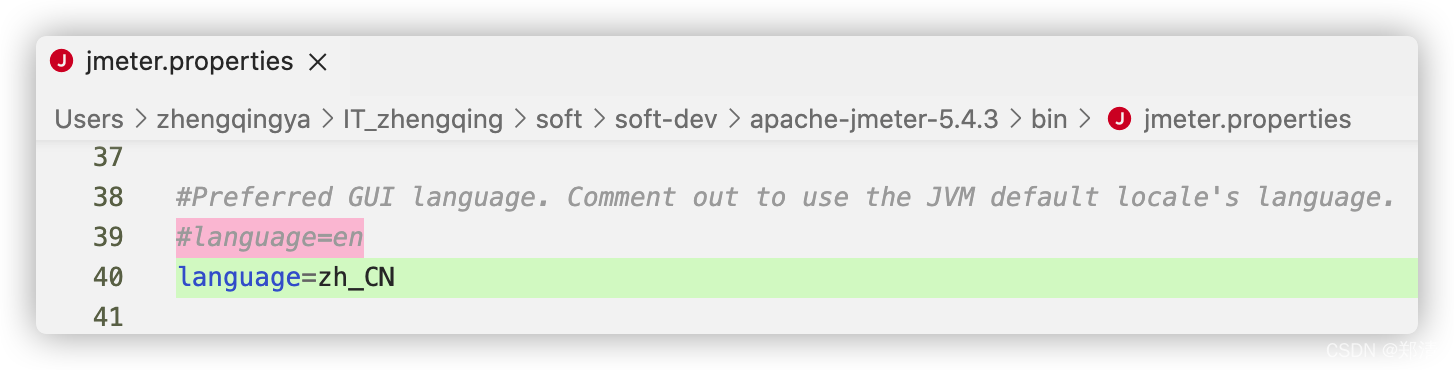 jmeter.properties
Users > zhengqingya > IT_zhengqing > soft > soft-dev > apache-jmeter-5.4.3 > bin > jmeter.properties
37
38 #Preferred GUI language. Comment out to use the JVM default locale's language.
39 #language=en
40 language=zh_CN
41
CSDN @郑